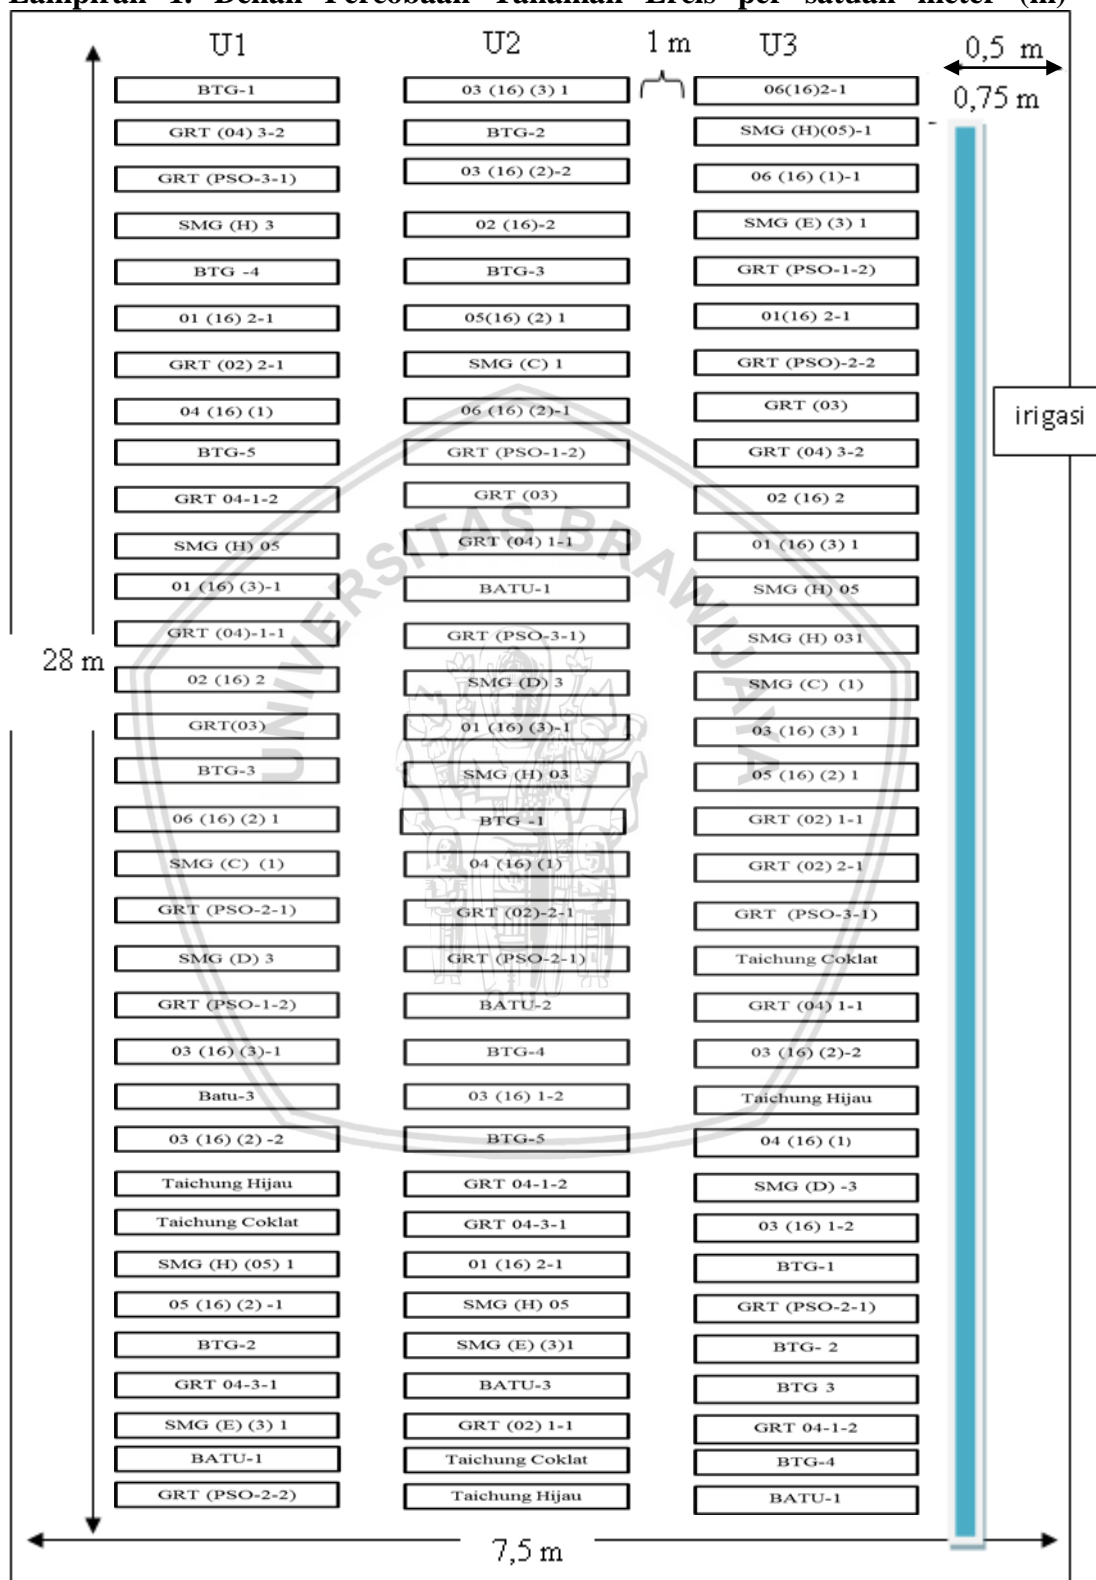 Lampiran 1. Denah Percobaan Tanaman Ercis per satuan meter (m)
U1 U2 1 m U3 0,5 m
0,75 m
BTG-1 03 (16) (3) 1 06(16)2-1
GRT (04) 3-2 BTG-2 SMG (H)(05)-1
GRT (PSO-3-1) 03 (16) (2)-2 06 (16) (1)-1
SMG (H) 3 02 (16)-2 SMG (E) (3) 1
BTG -4 BTG-3 GRT (PSO-1-2)
01 (16) 2-1 05(16) (2) 1 01(16) 2-1
GRT (02) 2-1 SMG (C) 1 GRT (PSO)-2-2
04 (16) (1) 06 (16) (2)-1 GRT (03)
irigasi
BTG-5 GRT (PSO-1-2) GRT (04) 3-2
GRT 04-1-2 GRT (03) 02 (16) 2
SMG (H) 05 GRT (04) 1-1 01 (16) (3) 1
01 (16) (3)-1 BATU-1 SMG (H) 05
GRT (04)-1-1 GRT (PSO-3-1) SMG (H) 031
28 m
02 (16) 2 SMG (D) 3 SMG (C) (1)
GRT(03) 01 (16) (3)-1 03 (16) (3) 1
BTG-3 SMG (H) 03 05 (16) (2) 1
06 (16) (2) 1 BTG -1 GRT (02) 1-1
SMG (C) (1) 04 (16) (1) GRT (02) 2-1
GRT (PSO-2-1) GRT (02)-2-1 GRT (PSO-3-1)
SMG (D) 3 GRT (PSO-2-1) Taichung Coklat
GRT (PSO-1-2) BATU-2 GRT (04) 1-1
03 (16) (3)-1 BTG-4 03 (16) (2)-2
Batu-3 03 (16) 1-2 Taichung Hijau
03 (16) (2) -2 BTG-5 04 (16) (1)
Taichung Hijau GRT 04-1-2 SMG (D) -3
Taichung Coklat GRT 04-3-1 03 (16) 1-2
SMG (H) (05) 1 01 (16) 2-1 BTG-1
05 (16) (2) -1 SMG (H) 05 GRT (PSO-2-1)
BTG-2 SMG (E) (3)1 BTG- 2
GRT 04-3-1 BATU-3 BTG 3
SMG (E) (3) 1 GRT (02) 1-1 GRT 04-1-2
BATU-1 Taichung Coklat BTG-4
GRT (PSO-2-2) Taichung Hijau BATU-1
7,5 m
UNIVERSITAS BRAWIJAYA